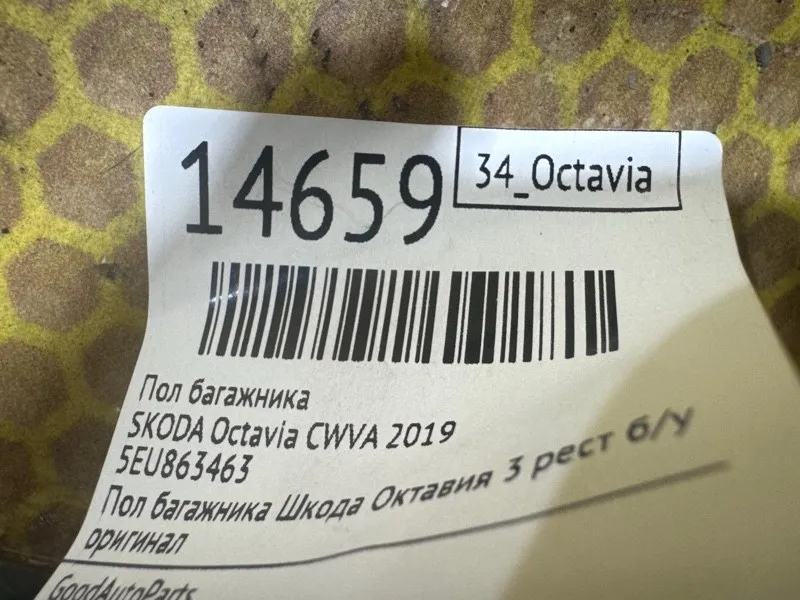 14659
34_Octavia
Пол багажника
SKODA Octavia CWVA 2019
5EU863463
Пол багажника Шкода Октавия 3 рест б/у
оригинал
GoodAutoParts